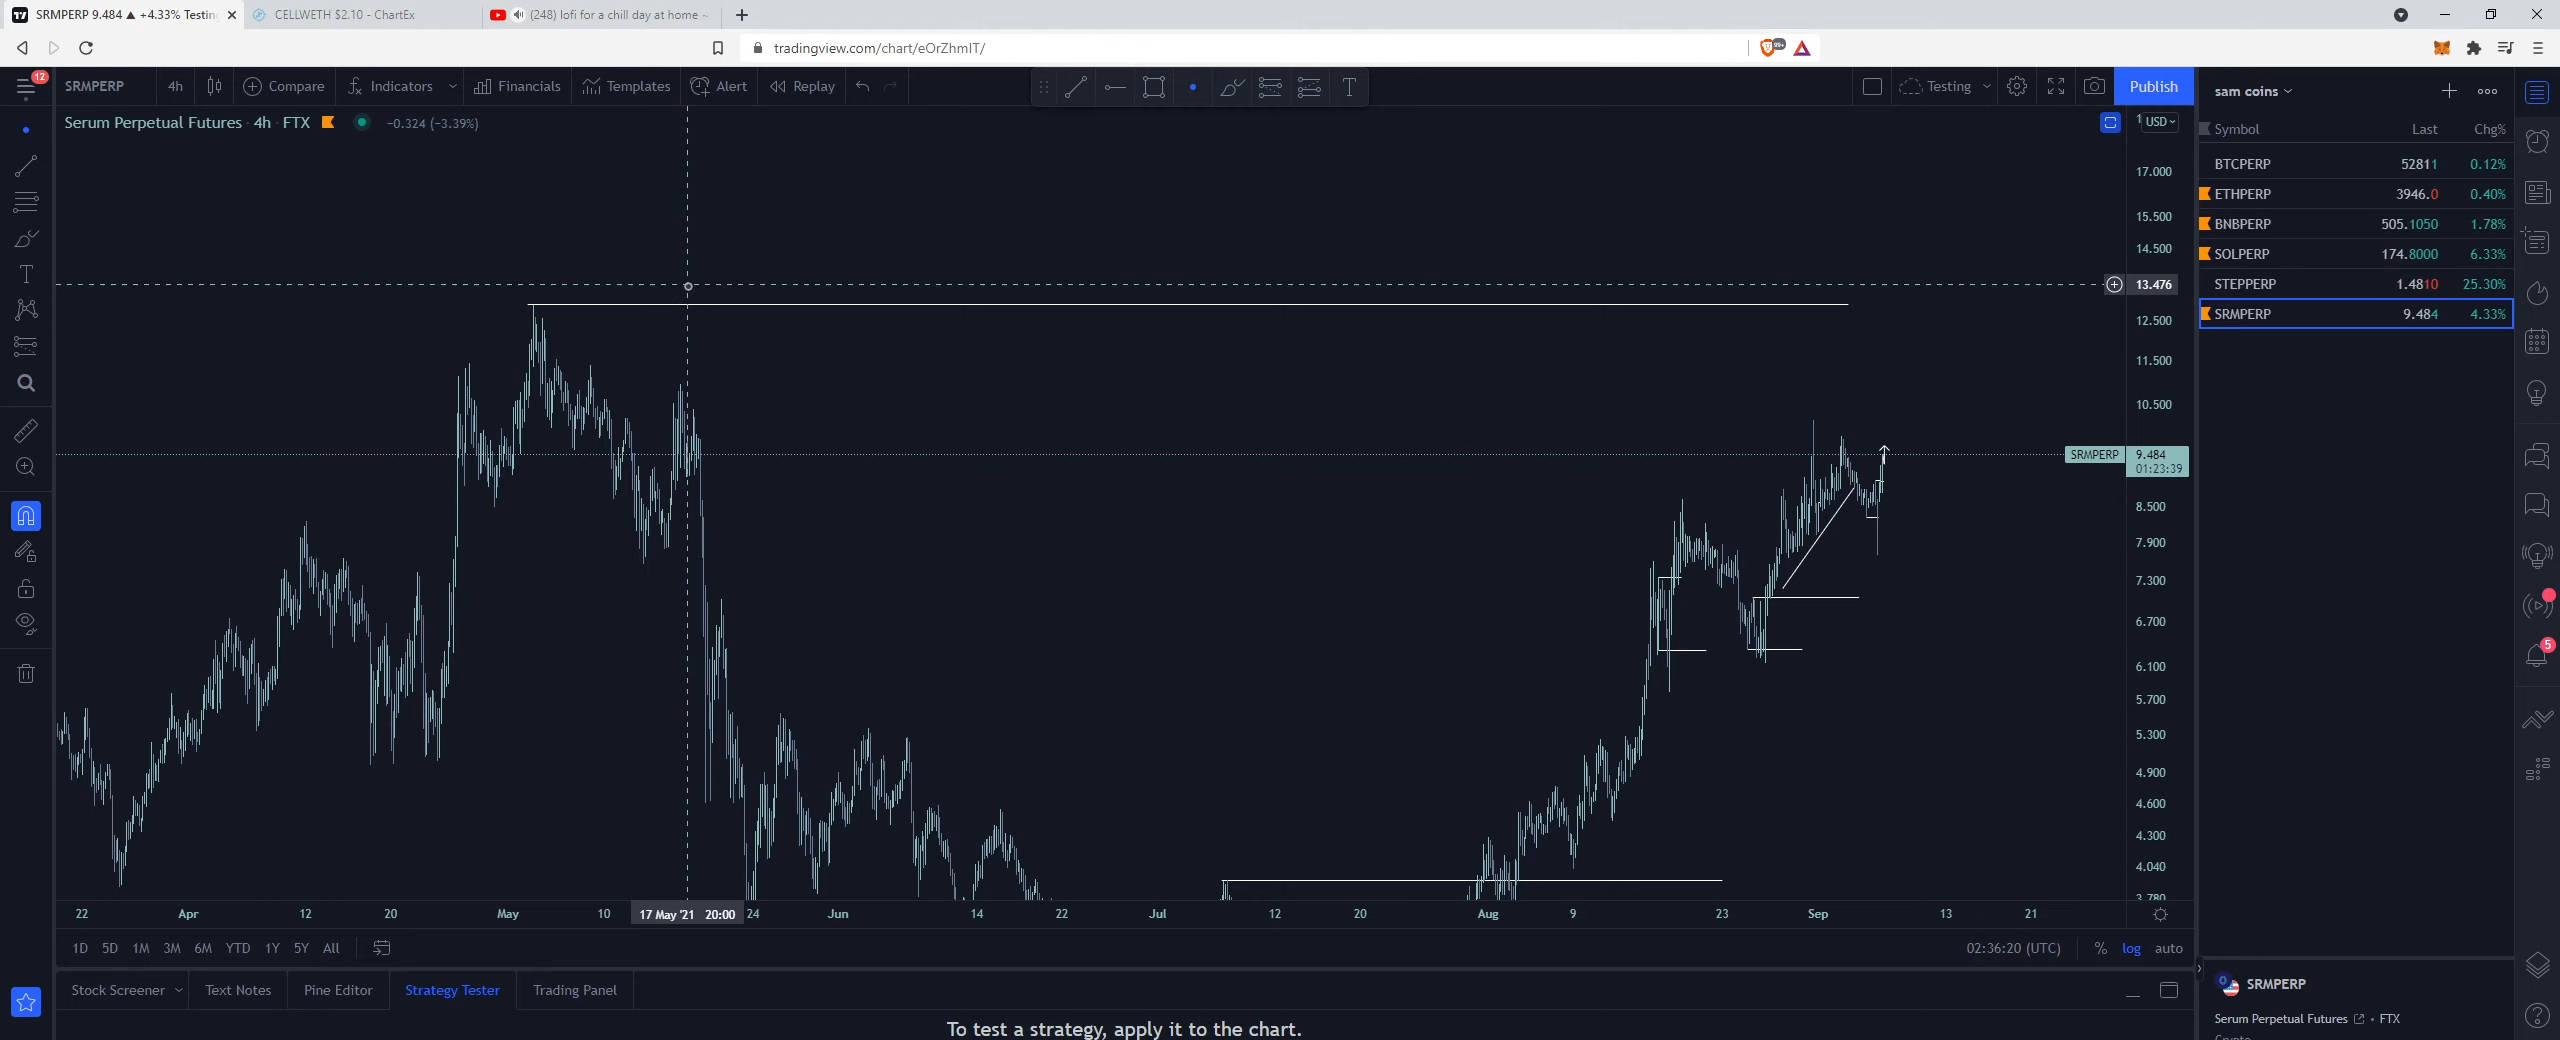 SRMPERP 9.484 ▲ +4.33% Testin
CELLWETH $2.10 - ChartEx
(248) lofi for a chill day at home ~
tradingview.com/chart/eOrZhmIT/
99+
12
SRMPERP 4h Compare Indicators Financials Templates Alert Replay
Testing
Publish
Serum Perpetual Futures · 4h · FTX −0.324 (−3.39%)
USD
17.000
15.500
14.500
13.476
12.500
11.500
10.500
SRMPERP 9.484
01:23:39
8.500
7.900
7.300
6.700
6.100
5.700
5.300
4.900
4.600
4.300
4.040
3.780
22 Apr 12 20 May 10 17 May '21 20:00 24 Jun 14 22 Jul 12 20 Aug 9 23 Sep 13 21
1D 5D 1M 3M 6M YTD 1Y 5Y All
02:36:20 (UTC) % log auto
Stock Screener Text Notes Pine Editor Strategy Tester Trading Panel
To test a strategy, apply it to the chart.
sam coins
Symbol Last Chg%
BTCPERP 52811 0.12%
ETHPERP 3946.0 0.40%
BNBPERP 505.1050 1.78%
SOLPERP 174.8000 6.33%
STEPPERP 1.4810 25.30%
SRMPERP 9.484 4.33%
5
SRMPERP
Serum Perpetual Futures • FTX